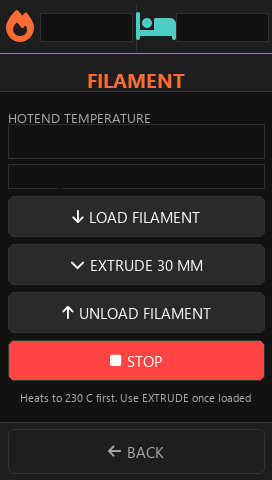 FILAMENT
HOTEND TEMPERATURE
LOAD FILAMENT
EXTRUDE 30 MM
UNLOAD FILAMENT
STOP
Heats to 230 C first. Use EXTRUDE once loaded
BACK